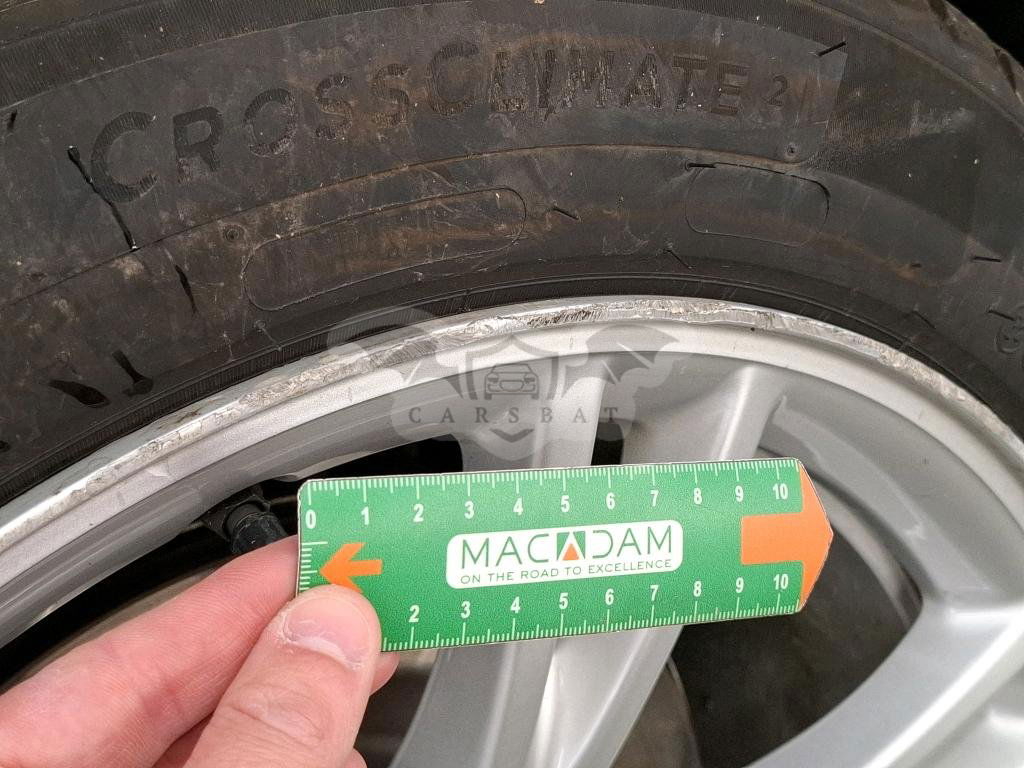 CROSSCLIMATE 2
CARSBAT
0 1 2 3 4 5 6 7 8 9 10
MACADAM
ON THE ROAD TO EXCELLENCE
2 3 4 5 6 7 8 9 10